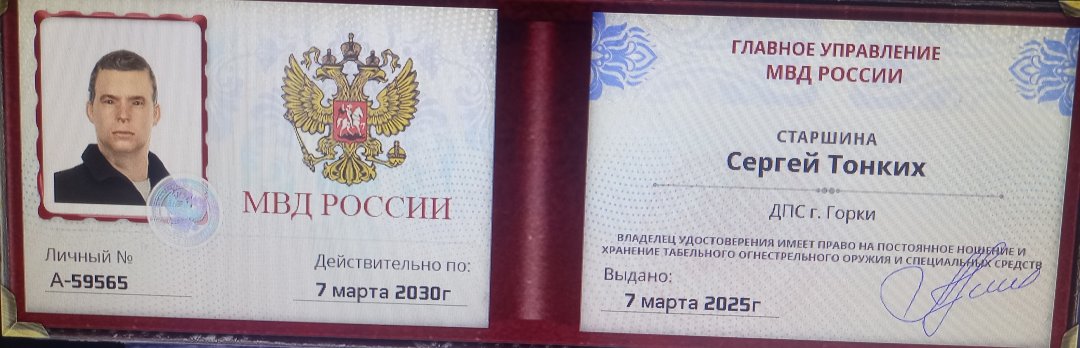 МВД РОССИИ
Личный №
А-59565
Действительно по:
7 марта 2030г
ГЛАВНОЕ УПРАВЛЕНИЕ
МВД РОССИИ
СТАРШИНА
Сергей Тонких
ДПС г. Горки
ВЛАДЕЛЕЦ УДОСТОВЕРЕНИЯ ИМЕЕТ ПРАВО НА ПОСТОЯННОЕ НОШЕНИЕ И
ХРАНЕНИЕ ТАБЕЛЬНОГО ОГНЕСТРЕЛЬНОГО ОРУЖИЯ И СПЕЦИАЛЬНЫХ СРЕДСТВ
Выдано:
7 марта 2025г